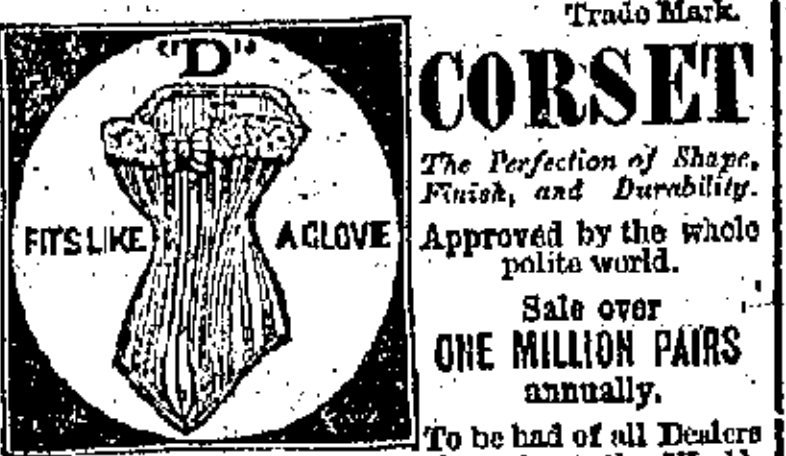 "D"
FITS LIKE A GLOVE
Trade Mark.
CORSET
The Perfection of Shape,
Finish, and Durability.
Approved by the whole
polite world.
Sale over
ONE MILLION PAIRS
annually.
To be had of all Dealers